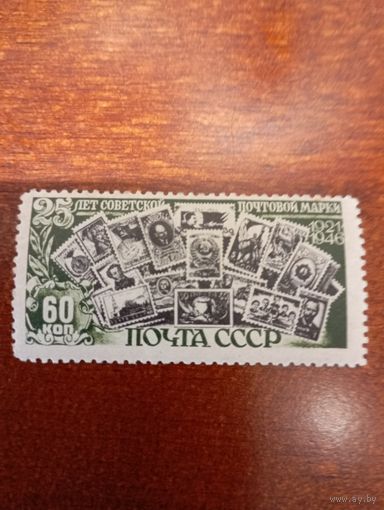 25 ЛЕТ СОВЕТСКОЙ ПОЧТОВОЙ МАРКИ
1921
1946
60
КОП
ПОЧТА СССР
www.ay.by